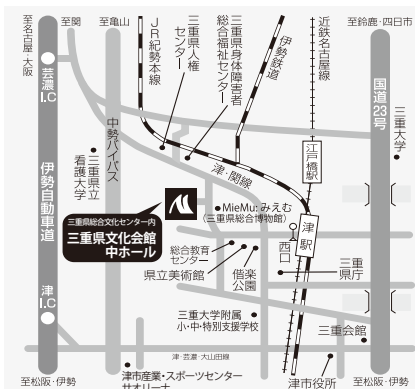 至名古屋・大阪
至関
至亀山
至鈴鹿・四日市
芸濃I.C
伊勢自動車道
津I.C
中勢バイパス
JR紀勢本線
三重県人権センター
三重県身体障害者総合福祉センター
伊勢鉄道
近鉄名古屋線
国道23号
三重大学
江戸橋駅
三重県立看護大学
津・関線
MieMu:みえむ
(三重県総合博物館)
三重県総合文化センター内
三重県文化会館
中ホール
津駅
西口
総合教育
センター
県立美術館
偕楽
公園
三重
県庁
三重大学附属
小・中・特別支援学校
三重会館
津・芸濃・大山田線
津市産業・スポーツセンター
サオリーナ
津市役所
至松阪・伊勢
至松阪・伊勢